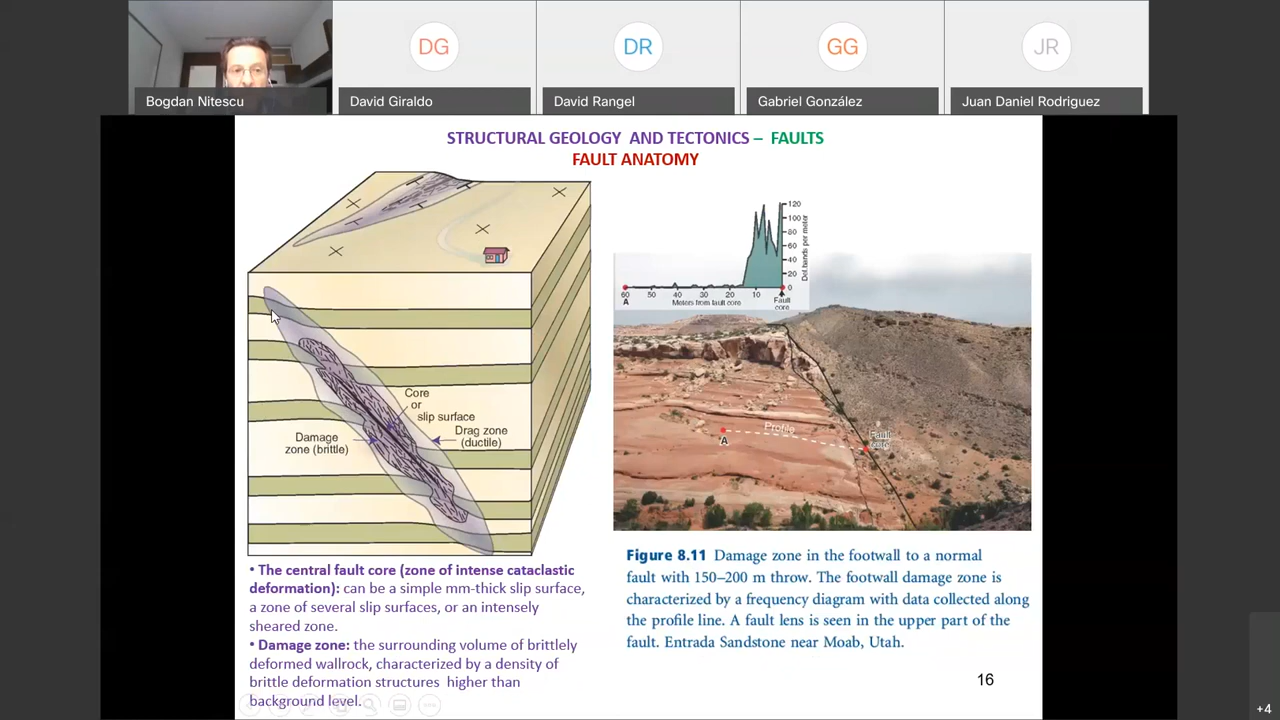 DG
DR
GG
JR
Bogdan Nitescu
David Giraldo
David Rangel
Gabriel González
Juan Daniel Rodriguez
STRUCTURAL GEOLOGY AND TECTONICS – FAULTS
FAULT ANATOMY
Core
or
slip surface
Damage
zone (brittle)
Drag zone
(ductile)
120
100
80
60
40
20
0
Def.bands per meter
60
50
40
30
20
10
A
Meters from fault core
Fault
core
Profile
A
Fault
core
• The central fault core (zone of intense cataclastic
deformation): can be a simple mm-thick slip surface,
a zone of several slip surfaces, or an intensely
sheared zone.
• Damage zone: the surrounding volume of brittlely
deformed wallrock, characterized by a density of
brittle deformation structures higher than
background level.
Figure 8.11 Damage zone in the footwall to a normal
fault with 150–200 m throw. The footwall damage zone is
characterized by a frequency diagram with data collected along
the profile line. A fault lens is seen in the upper part of the
fault. Entrada Sandstone near Moab, Utah.
16
+4